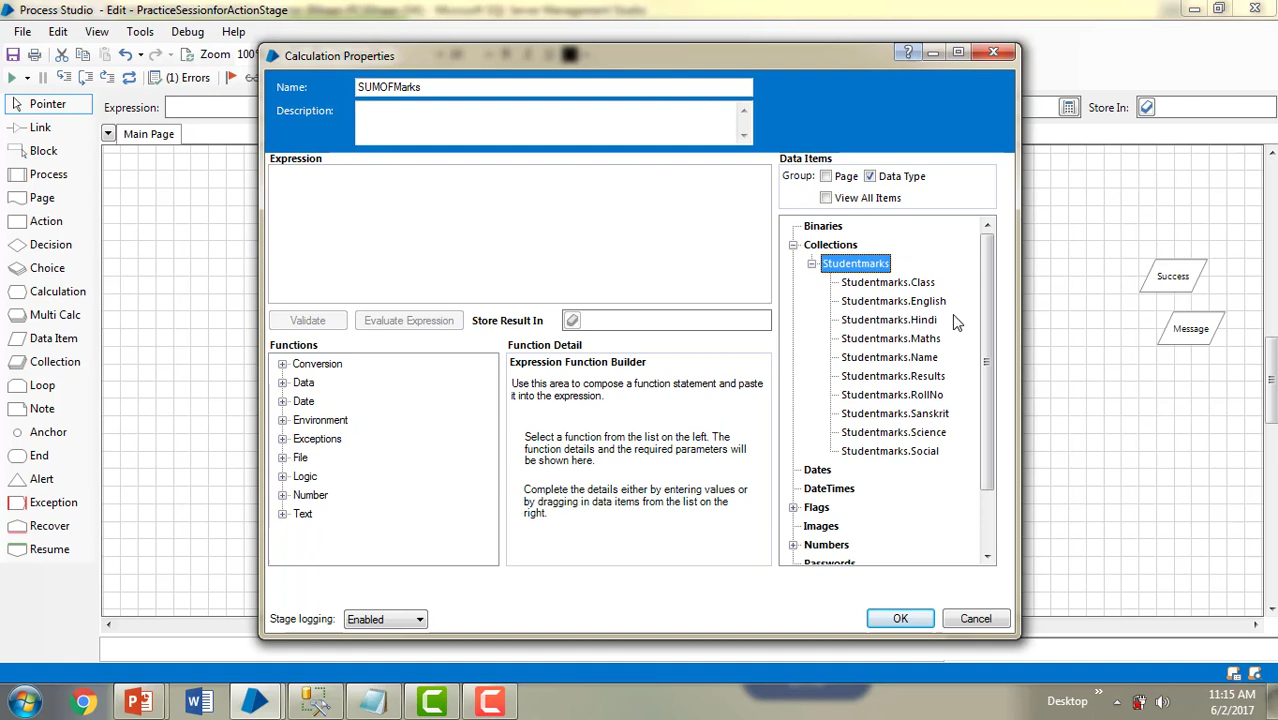 Process Studio - Edit - PracticeSessionforActionStage
Microsoft SQL Server Management Studio
File Edit View Tools Debug Help
Zoom 100%
(1) Errors
Calculation Properties
Name: SUMOFMarks
Description:
Pointer
Link
Block
Process
Page
Action
Decision
Choice
Calculation
Multi Calc
Data Item
Collection
Loop
Note
Anchor
End
Alert
Exception
Recover
Resume
Expression:
Store In:
Main Page
Expression
Validate
Evaluate Expression
Store Result In
Functions
Conversion
Data
Date
Environment
Exceptions
File
Logic
Number
Text
Function Detail
Expression Function Builder
Use this area to compose a function statement and paste
it into the expression.
Select a function from the list on the left. The
function details and the required parameters will
be shown here.
Complete the details either by entering values or
by dragging in data items from the list on the
right.
Data Items
Group: Page Data Type
View All Items
Binaries
Collections
Studentmarks
Studentmarks.Class
Studentmarks.English
Studentmarks.Hindi
Studentmarks.Maths
Studentmarks.Name
Studentmarks.Results
Studentmarks.RollNo
Studentmarks.Sanskrit
Studentmarks.Science
Studentmarks.Social
Dates
DateTimes
Flags
Images
Numbers
Passwords
Stage logging: Enabled
OK
Cancel
Success
Message
Desktop
11:15 AM
6/2/2017